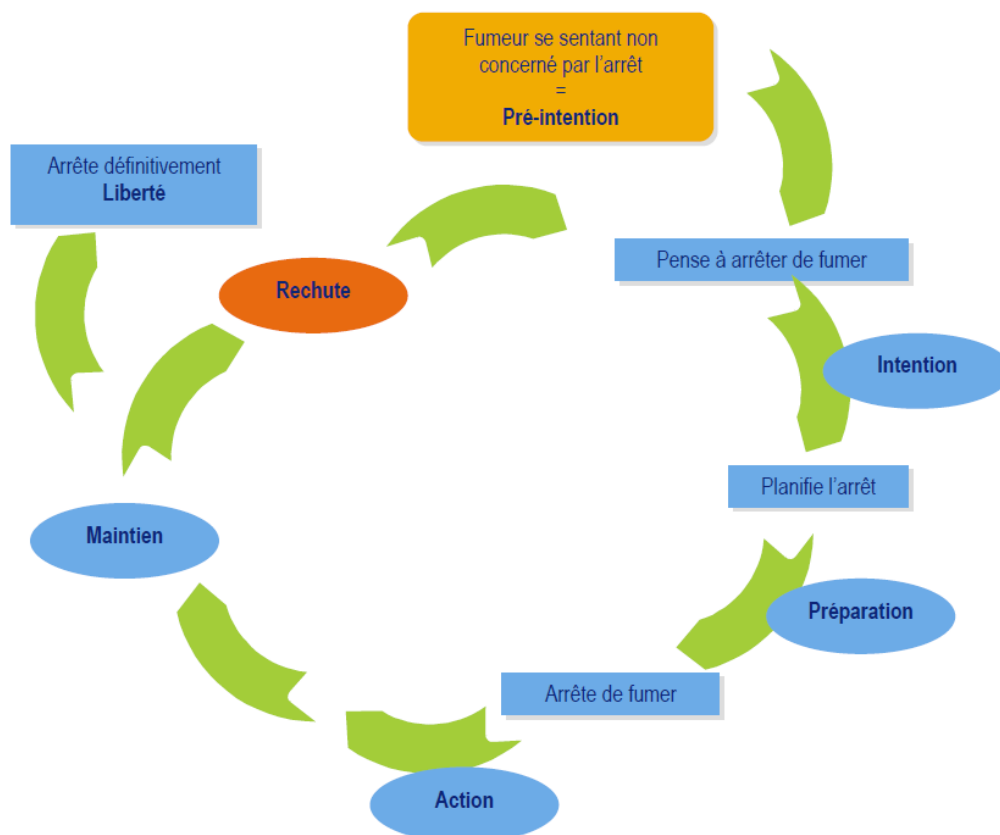 Fumeur se sentant non
concerné par l'arrêt
=
Pré-intention
Arrête définitivement
Liberté
Pense à arrêter de fumer
Rechute
Intention
Planifie l'arrêt
Maintien
Préparation
Arrête de fumer
Action